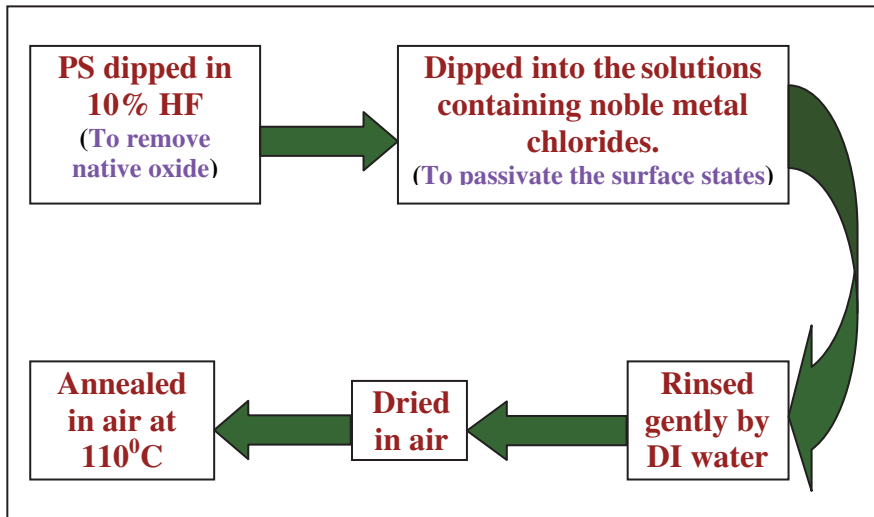 PS dipped in
10% HF
(To remove
native oxide)
Dipped into the solutions
containing noble metal
chlorides.
(To passivate the surface states)
Rinsed
gently by
DI water
Dried
in air
Annealed
in air at
110⁰C